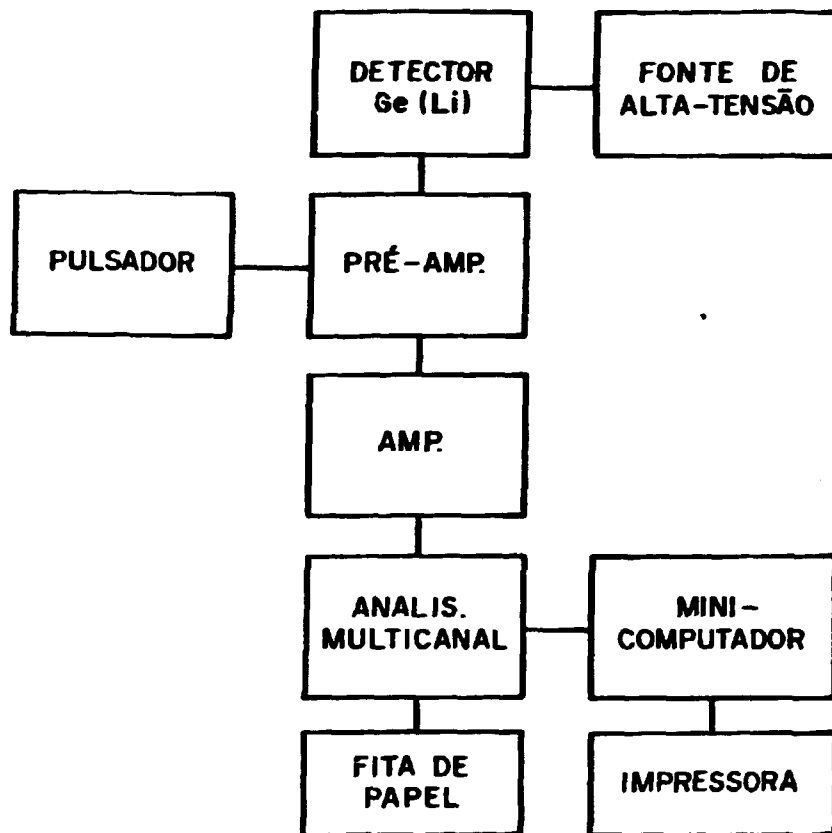 DETECTOR
Ge (Li)
FONTE DE
ALTA-TENSÃO
PULSADOR
PRÉ-AMP.
AMP.
ANALIS.
MULTICANAL
MINI-
COMPUTADOR
FITA DE
PAPEL
IMPRESSORA